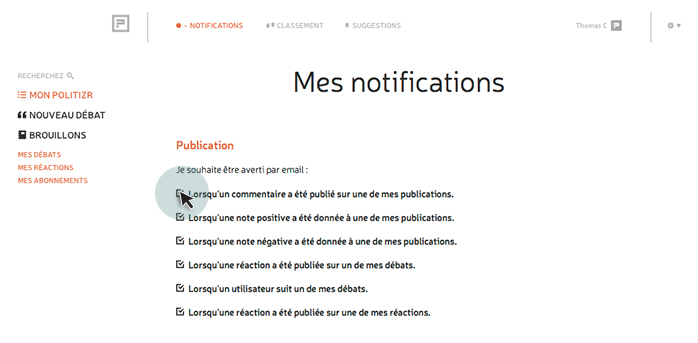 - NOTIFICATIONS
CLASSEMENT
SUGGESTIONS
Thomas C
RECHERCHEZ
MON POLITIZR
NOUVEAU DÉBAT
BROUILLONS
MES DÉBATS
MES RÉACTIONS
MES ABONNEMENTS
Mes notifications
Publication
Je souhaite être averti par email :
Lorsqu'un commentaire a été publié sur une de mes publications.
Lorsqu'une note positive a été donnée à une de mes publications.
Lorsqu'une note négative a été donnée à une de mes publications.
Lorsqu'une réaction a été publiée sur un de mes débats.
Lorsqu'un utilisateur suit un de mes débats.
Lorsqu'une réaction a été publiée sur une de mes réactions.